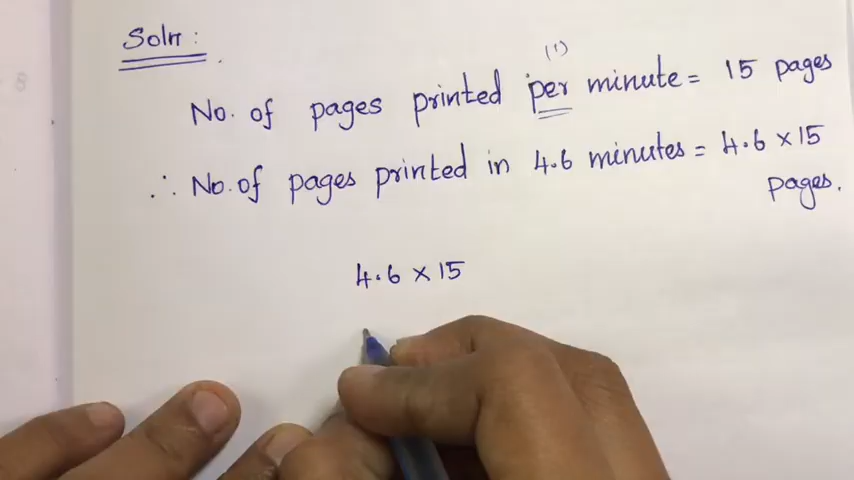 Soln :
(1)
No. of pages printed per minute = 15 pages
∴ No. of pages printed in 4.6 minutes = 4.6 × 15
pages.
4.6 × 15